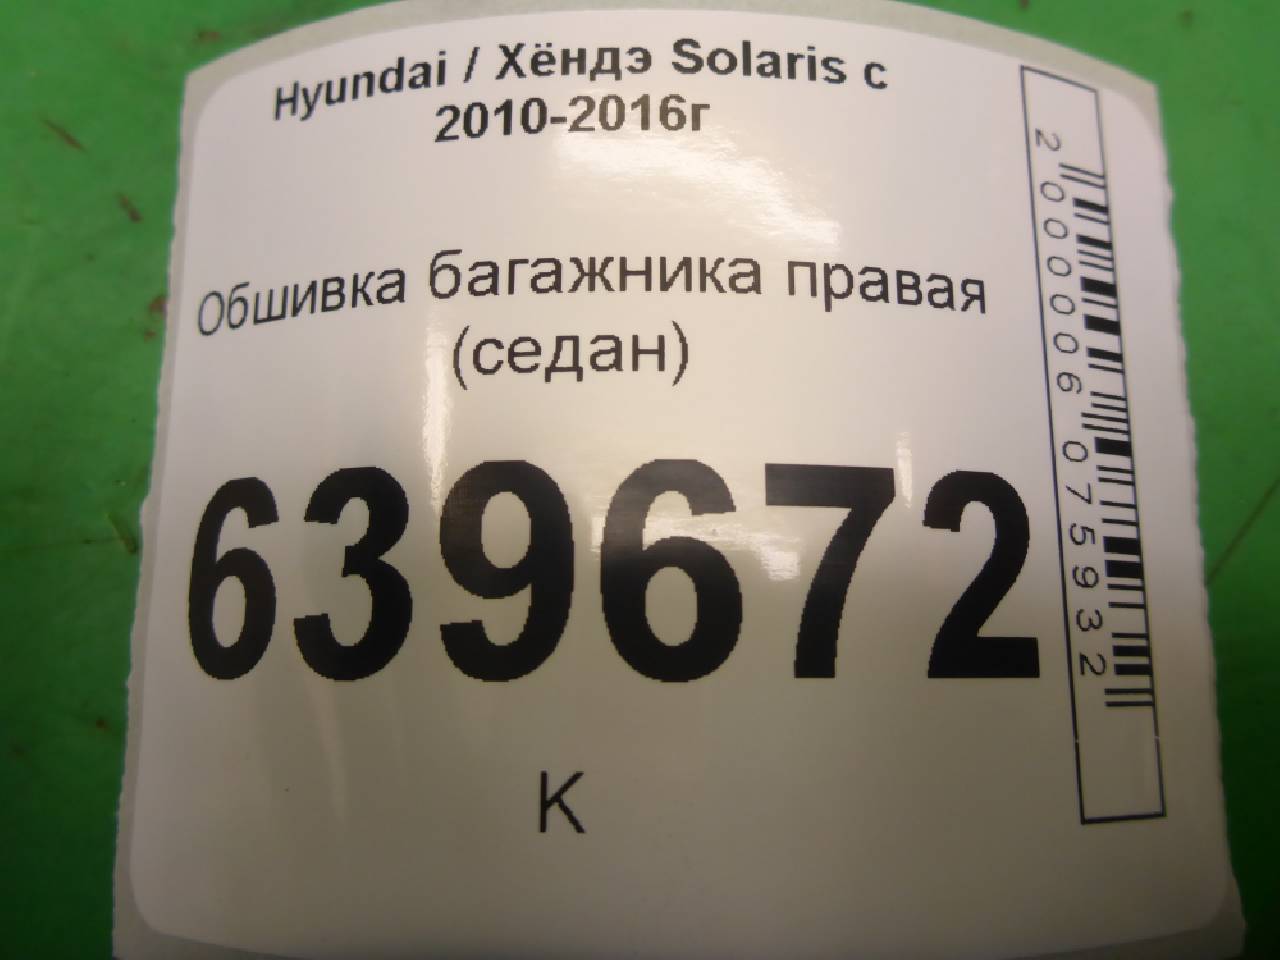 Hyundai / Хёндэ Solaris с
2010-2016г
Обшивка багажника правая
(седан)
639672
К
2000006075932